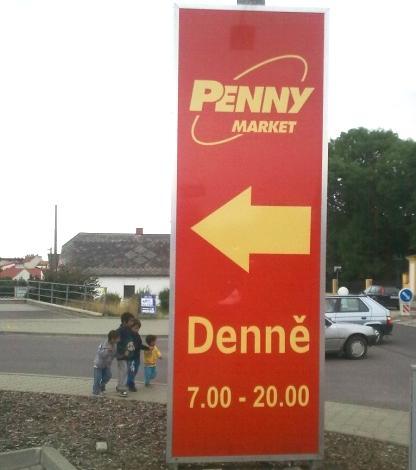 PENNY
MARKET
Denně
7.00 - 20.00